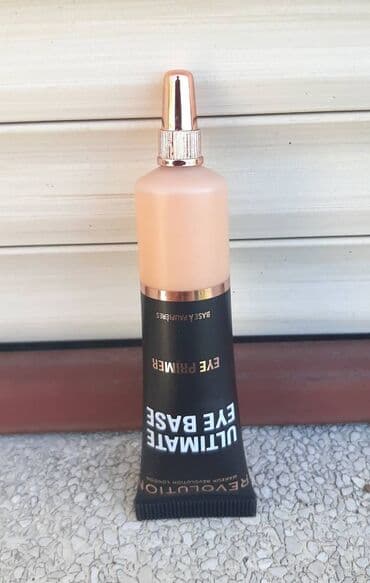 REVOLUTION
MAKEUP REVOLUTION LONDON
ULTIMATE
EYE BASE
EYE PRIMER
BASE À PAUPIÈRES